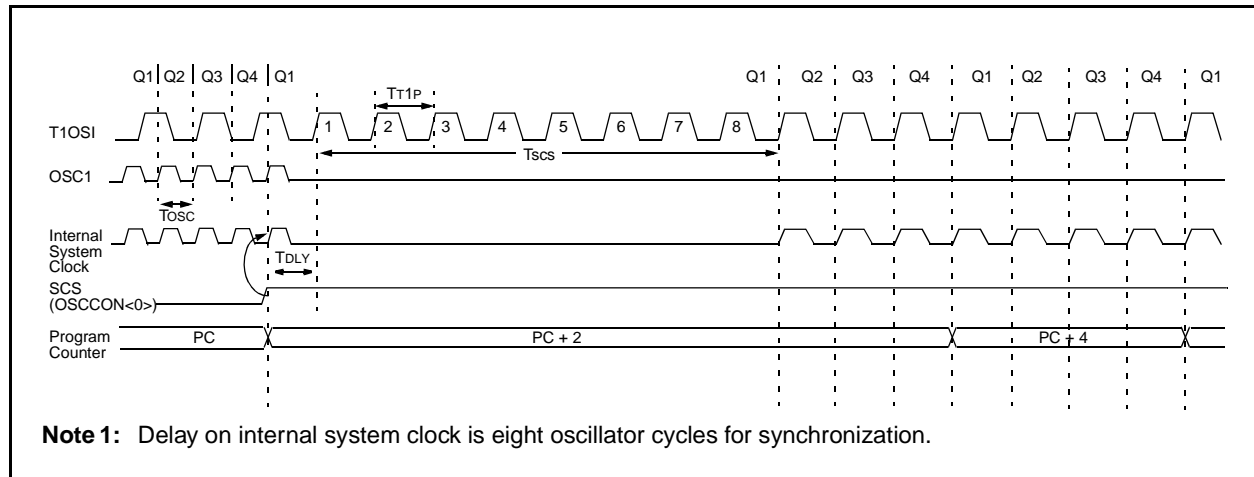 Q1 Q2 Q3 Q4 Q1 Q1 Q2 Q3 Q4 Q1 Q2 Q3 Q4 Q1
TT1P
T1OSI 1 2 3 4 5 6 7 8
TSCS
OSC1
TOSC
Internal
System
Clock
TDLY
SCS
(OSCCON<0>)
Program
Counter
PC PC + 2 PC + 4
Note 1: Delay on internal system clock is eight oscillator cycles for synchronization.